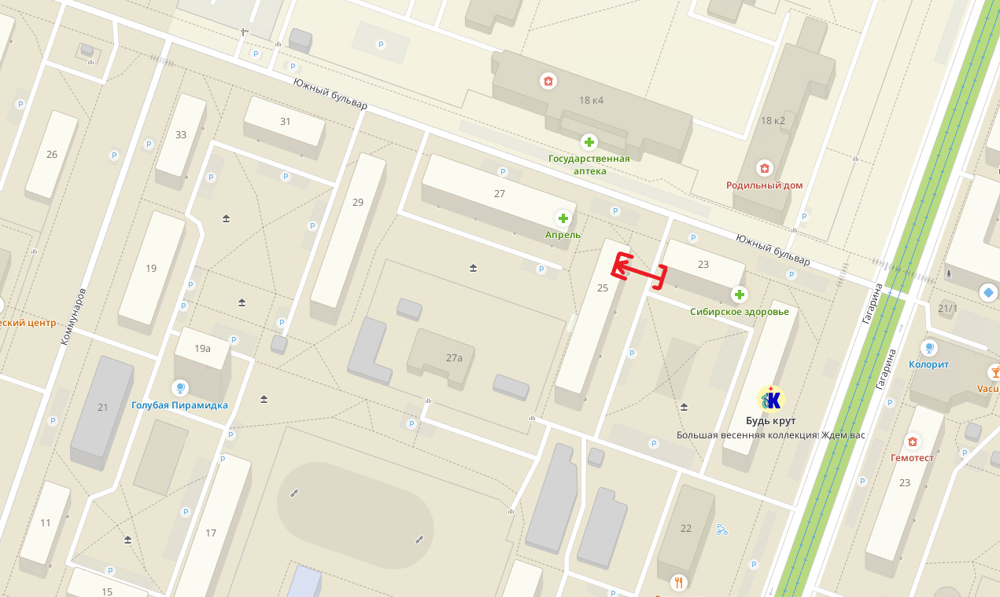 Южный бульвар
18 к4
18 к2
33
31
26
Государственная
аптека
Родильный дом
29
27
Апрель
Южный бульвар
23
25
19
Сибирское здоровье
Гагарина
21/1
Коммунаров
еский центр
19а
27а
Гагарина
Колорит
Vacu
21
Голубая Пирамидка
K
Будь крут
Большая весенняя коллекция! Ждем вас
Гемотест
23
11
17
22
15
P